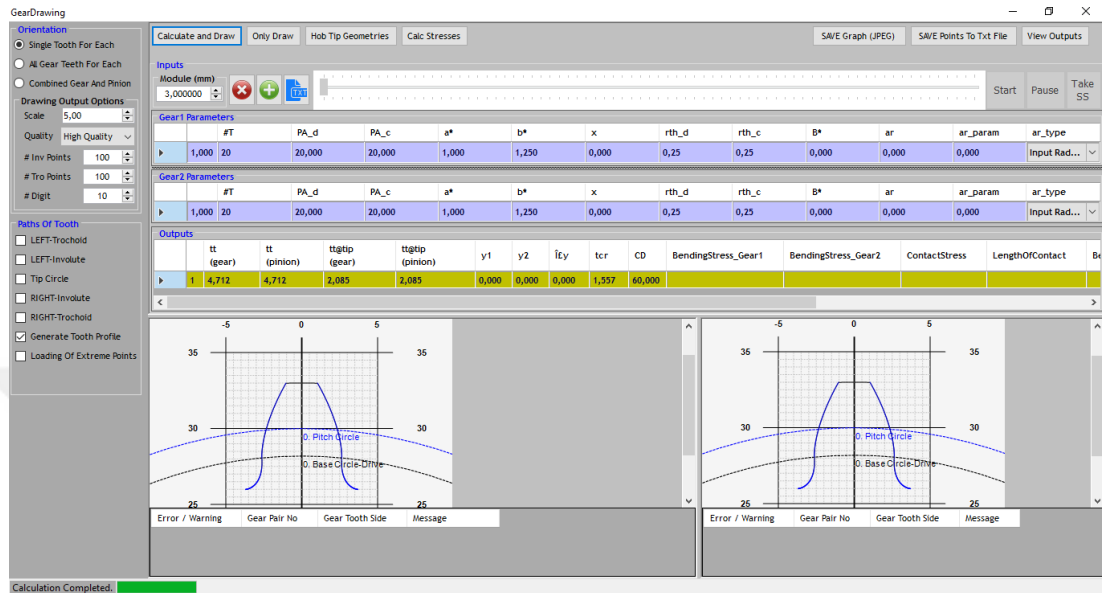 GearDrawing
Orientation
Single Tooth For Each
All Gear Teeth For Each
Combined Gear And Pinion
Drawing Output Options
Scale 5,00
Quality High Quality
# Inv Points 100
# Tro Points 100
# Digit 10
Paths Of Tooth
LEFT-Trochoid
LEFT-Involute
Tip Circle
RIGHT-Involute
RIGHT-Trochoid
Generate Tooth Profile
Loading Of Extreme Points
Calculate and Draw Only Draw Hob Tip Geometries Calc Stresses SAVE Graph (JPEG) SAVE Points To Txt File View Outputs
Inputs
Module (mm)
3,000000 TXT Start Pause Take SS
Gear1 Parameters
#T PA_d PA_c a* b* x rth_d rth_c B* ar ar_param ar_type
1,000 20 20,000 20,000 1,000 1,250 0,000 0,25 0,25 0,000 0,000 0,000 Input Rad...
Gear2 Parameters
#T PA_d PA_c a* b* x rth_d rth_c B* ar ar_param ar_type
1,000 20 20,000 20,000 1,000 1,250 0,000 0,25 0,25 0,000 0,000 0,000 Input Rad...
Outputs
tt (gear) tt (pinion) tt@tip (gear) tt@tip (pinion) y1 y2 Î£y tcr CD BendingStress_Gear1 BendingStress_Gear2 ContactStress LengthOfContact Be
1 4,712 4,712 2,085 2,085 0,000 0,000 0,000 1,557 60,000
-5 0 5
35 35
30 30
0. Pitch Circle
0. Base Circle-Drive
25 25
Error / Warning Gear Pair No Gear Tooth Side Message
-5 0 5
35 35
30 30
0. Pitch Circle
0. Base Circle-Drive
25 25
Error / Warning Gear Pair No Gear Tooth Side Message
Calculation Completed.